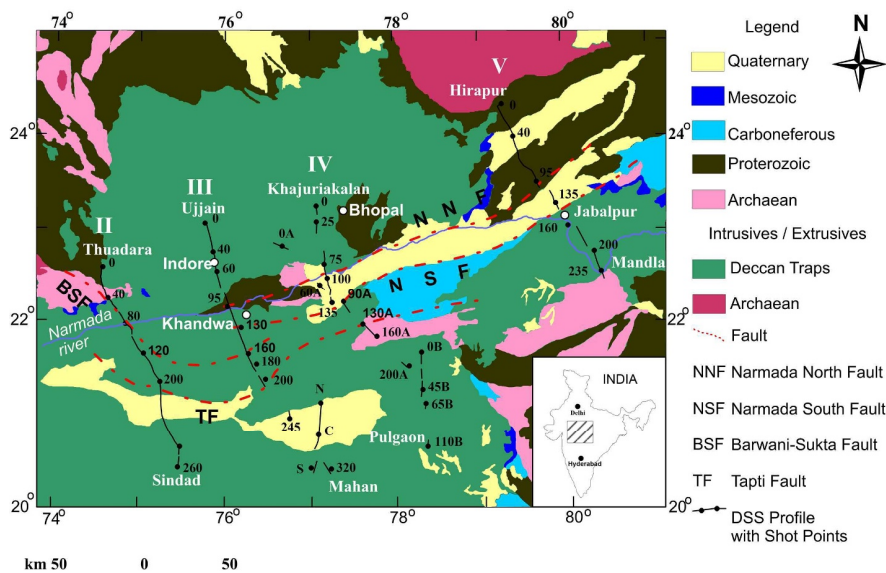 74°
76°
78°
80°
N
Legend
Quaternary
Mesozoic
Carboneferous
Proterozoic
Archaean
Intrusives / Extrusives
Deccan Traps
Archaean
Fault
NNF Narmada North Fault
NSF Narmada South Fault
BSF Barwani-Sukta Fault
TF Tapti Fault
DSS Profile
with Shot Points
V
Hirapur
0
40
95
135
Jabalpur
160
200
235
Mandla
24°
24°
IV
Khajuriakalan
0
25
Bhopal
0A
75
100
60A
135
90A
130A
160A
N N F
N S F
III
Ujjain
0
40
Indore
60
95
Khandwa
130
160
180
200
II
Thuadara
0
40
BSF
80
120
200
260
Sindad
Narmada
river
22°
22°
TF
N
C
S
245
320
Mahan
0B
200A
45B
65B
Pulgaon
110B
INDIA
Delhi
Hyderabad
20°
20°
74°
76°
78°
80°
km 50 0 50